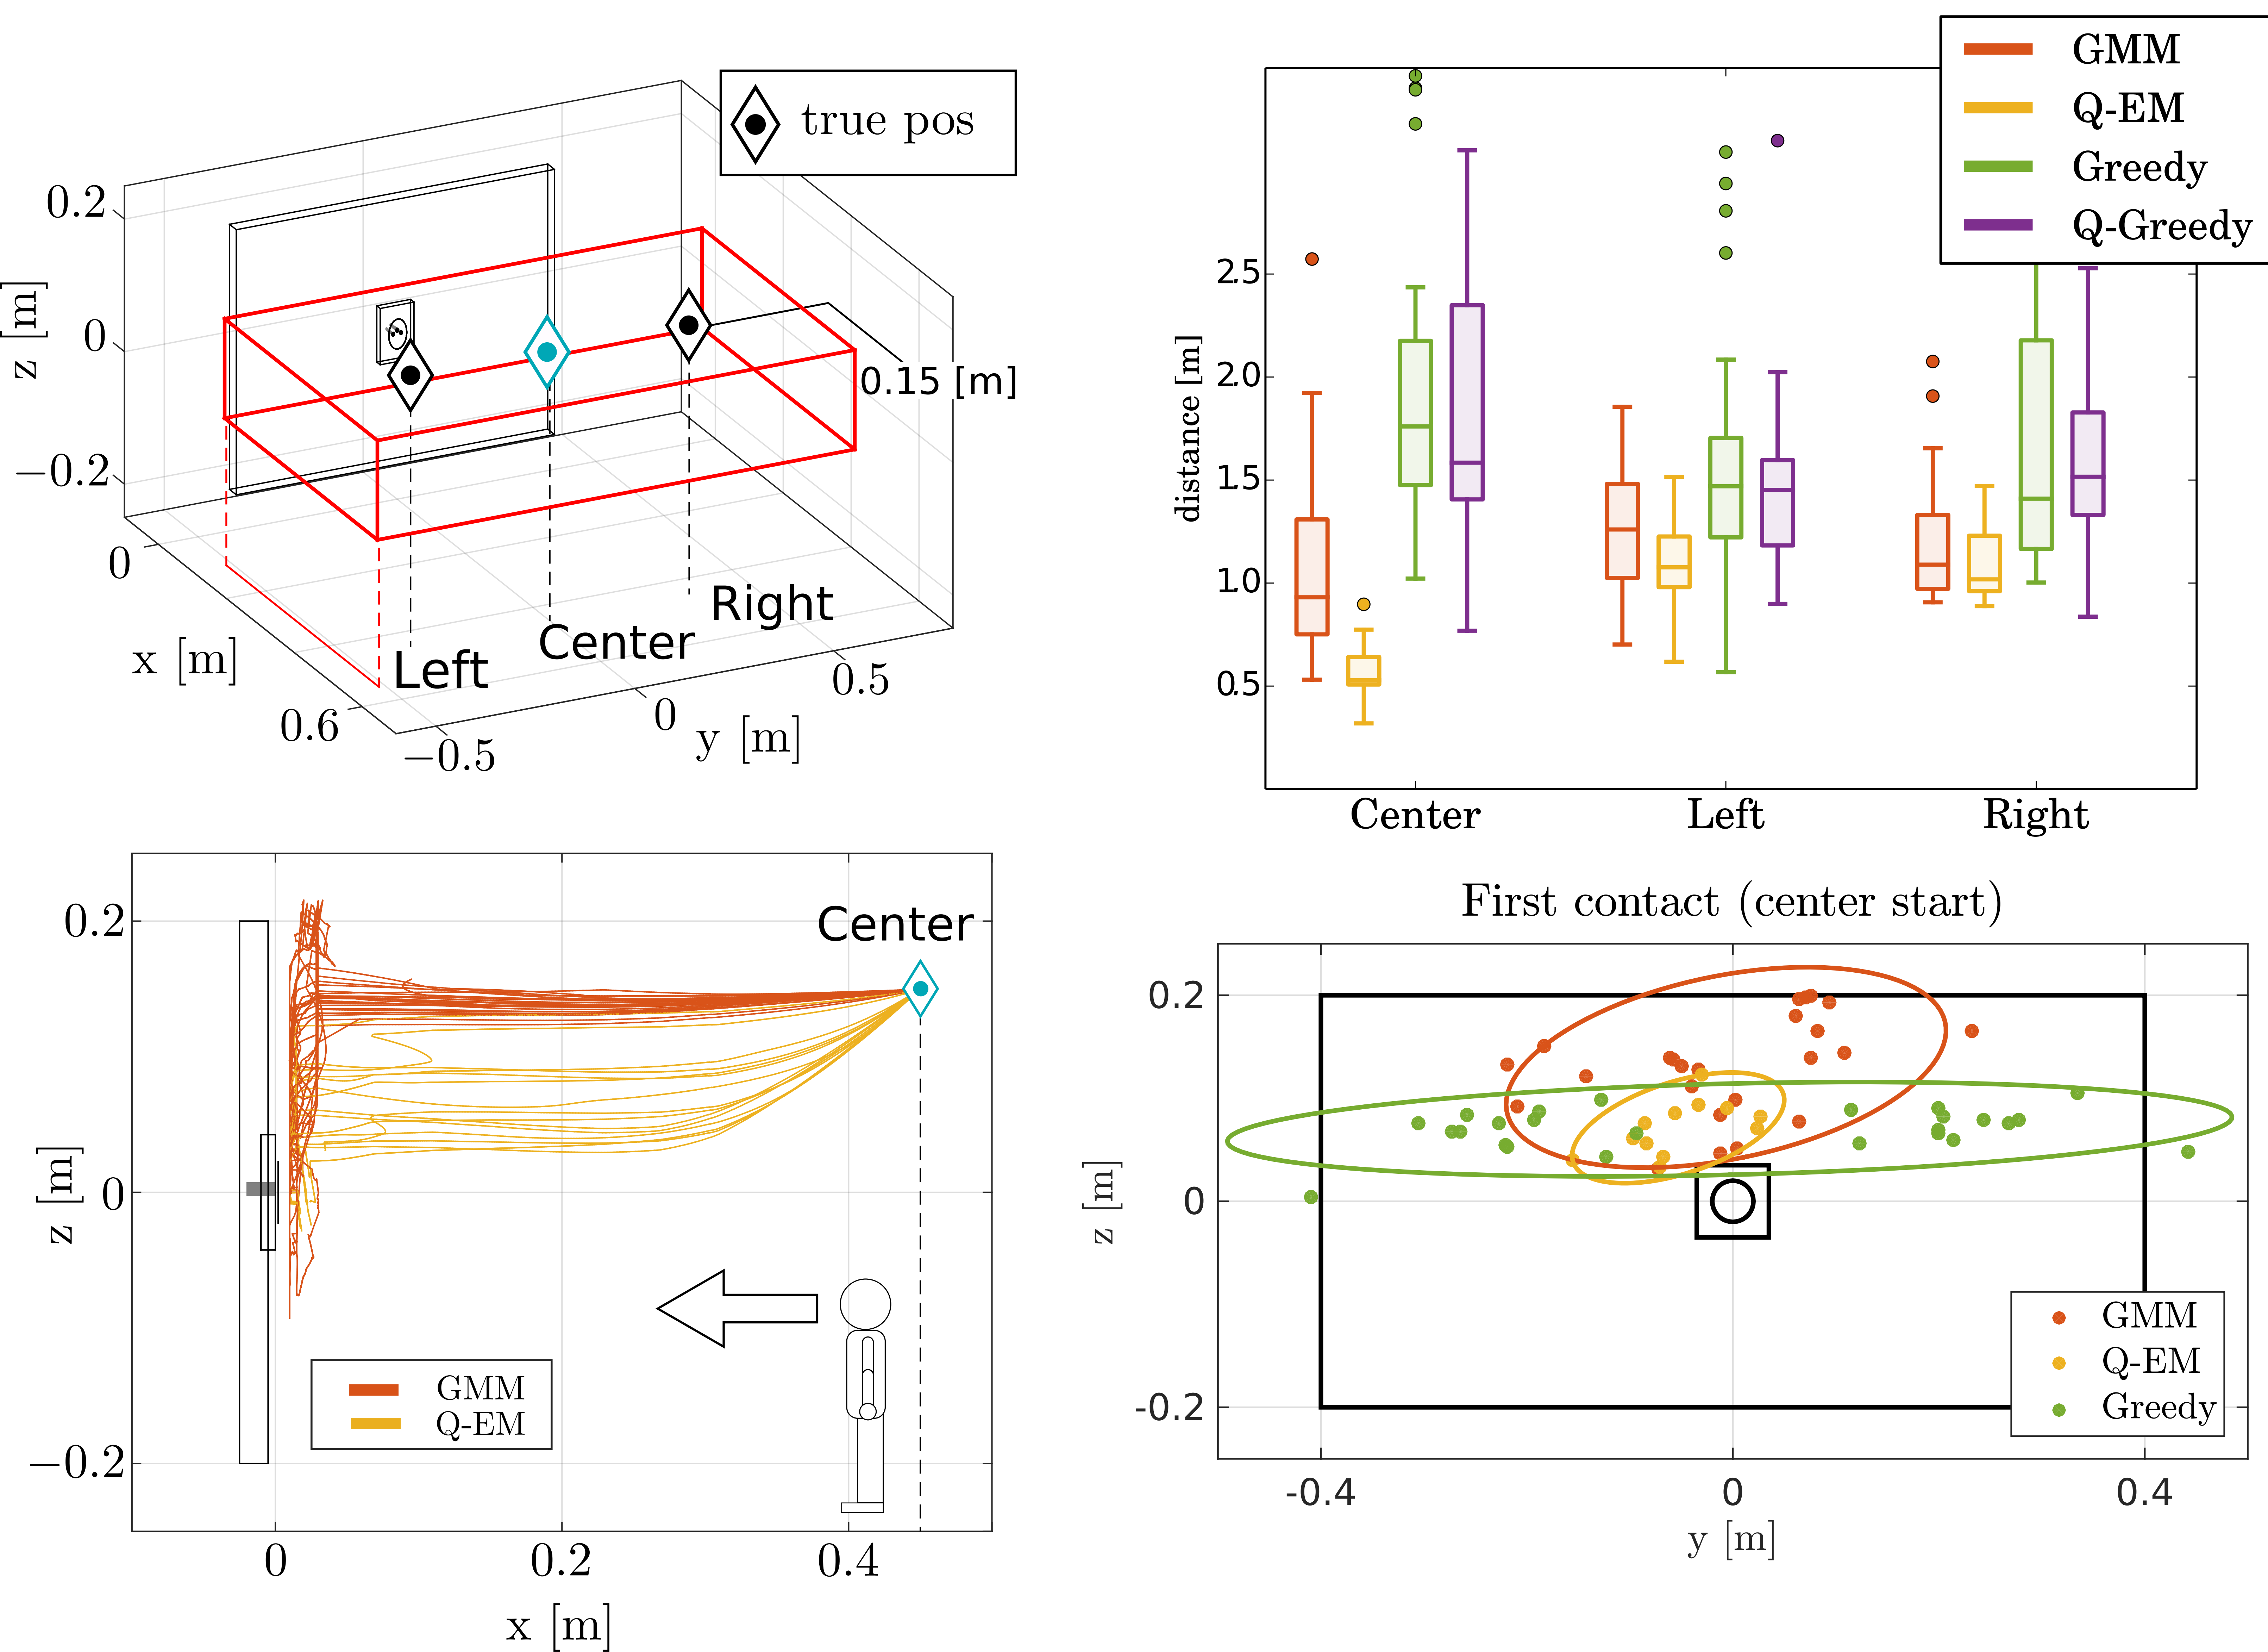 true pos
0.2
0
−0.2
z [m]
0.15 [m]
0
x [m]
0.6
Left
Center
Right
−0.5
0
0.5
y [m]
GMM
Q-EM
Greedy
Q-Greedy
2.5
2.0
1.5
1.0
0.5
distance [m]
Center Left Right
Center
0.2
0
−0.2
z [m]
GMM
Q-EM
0 0.2 0.4
x [m]
First contact (center start)
0.2
0
-0.2
z [m]
GMM
Q-EM
Greedy
-0.4 0 0.4
y [m]